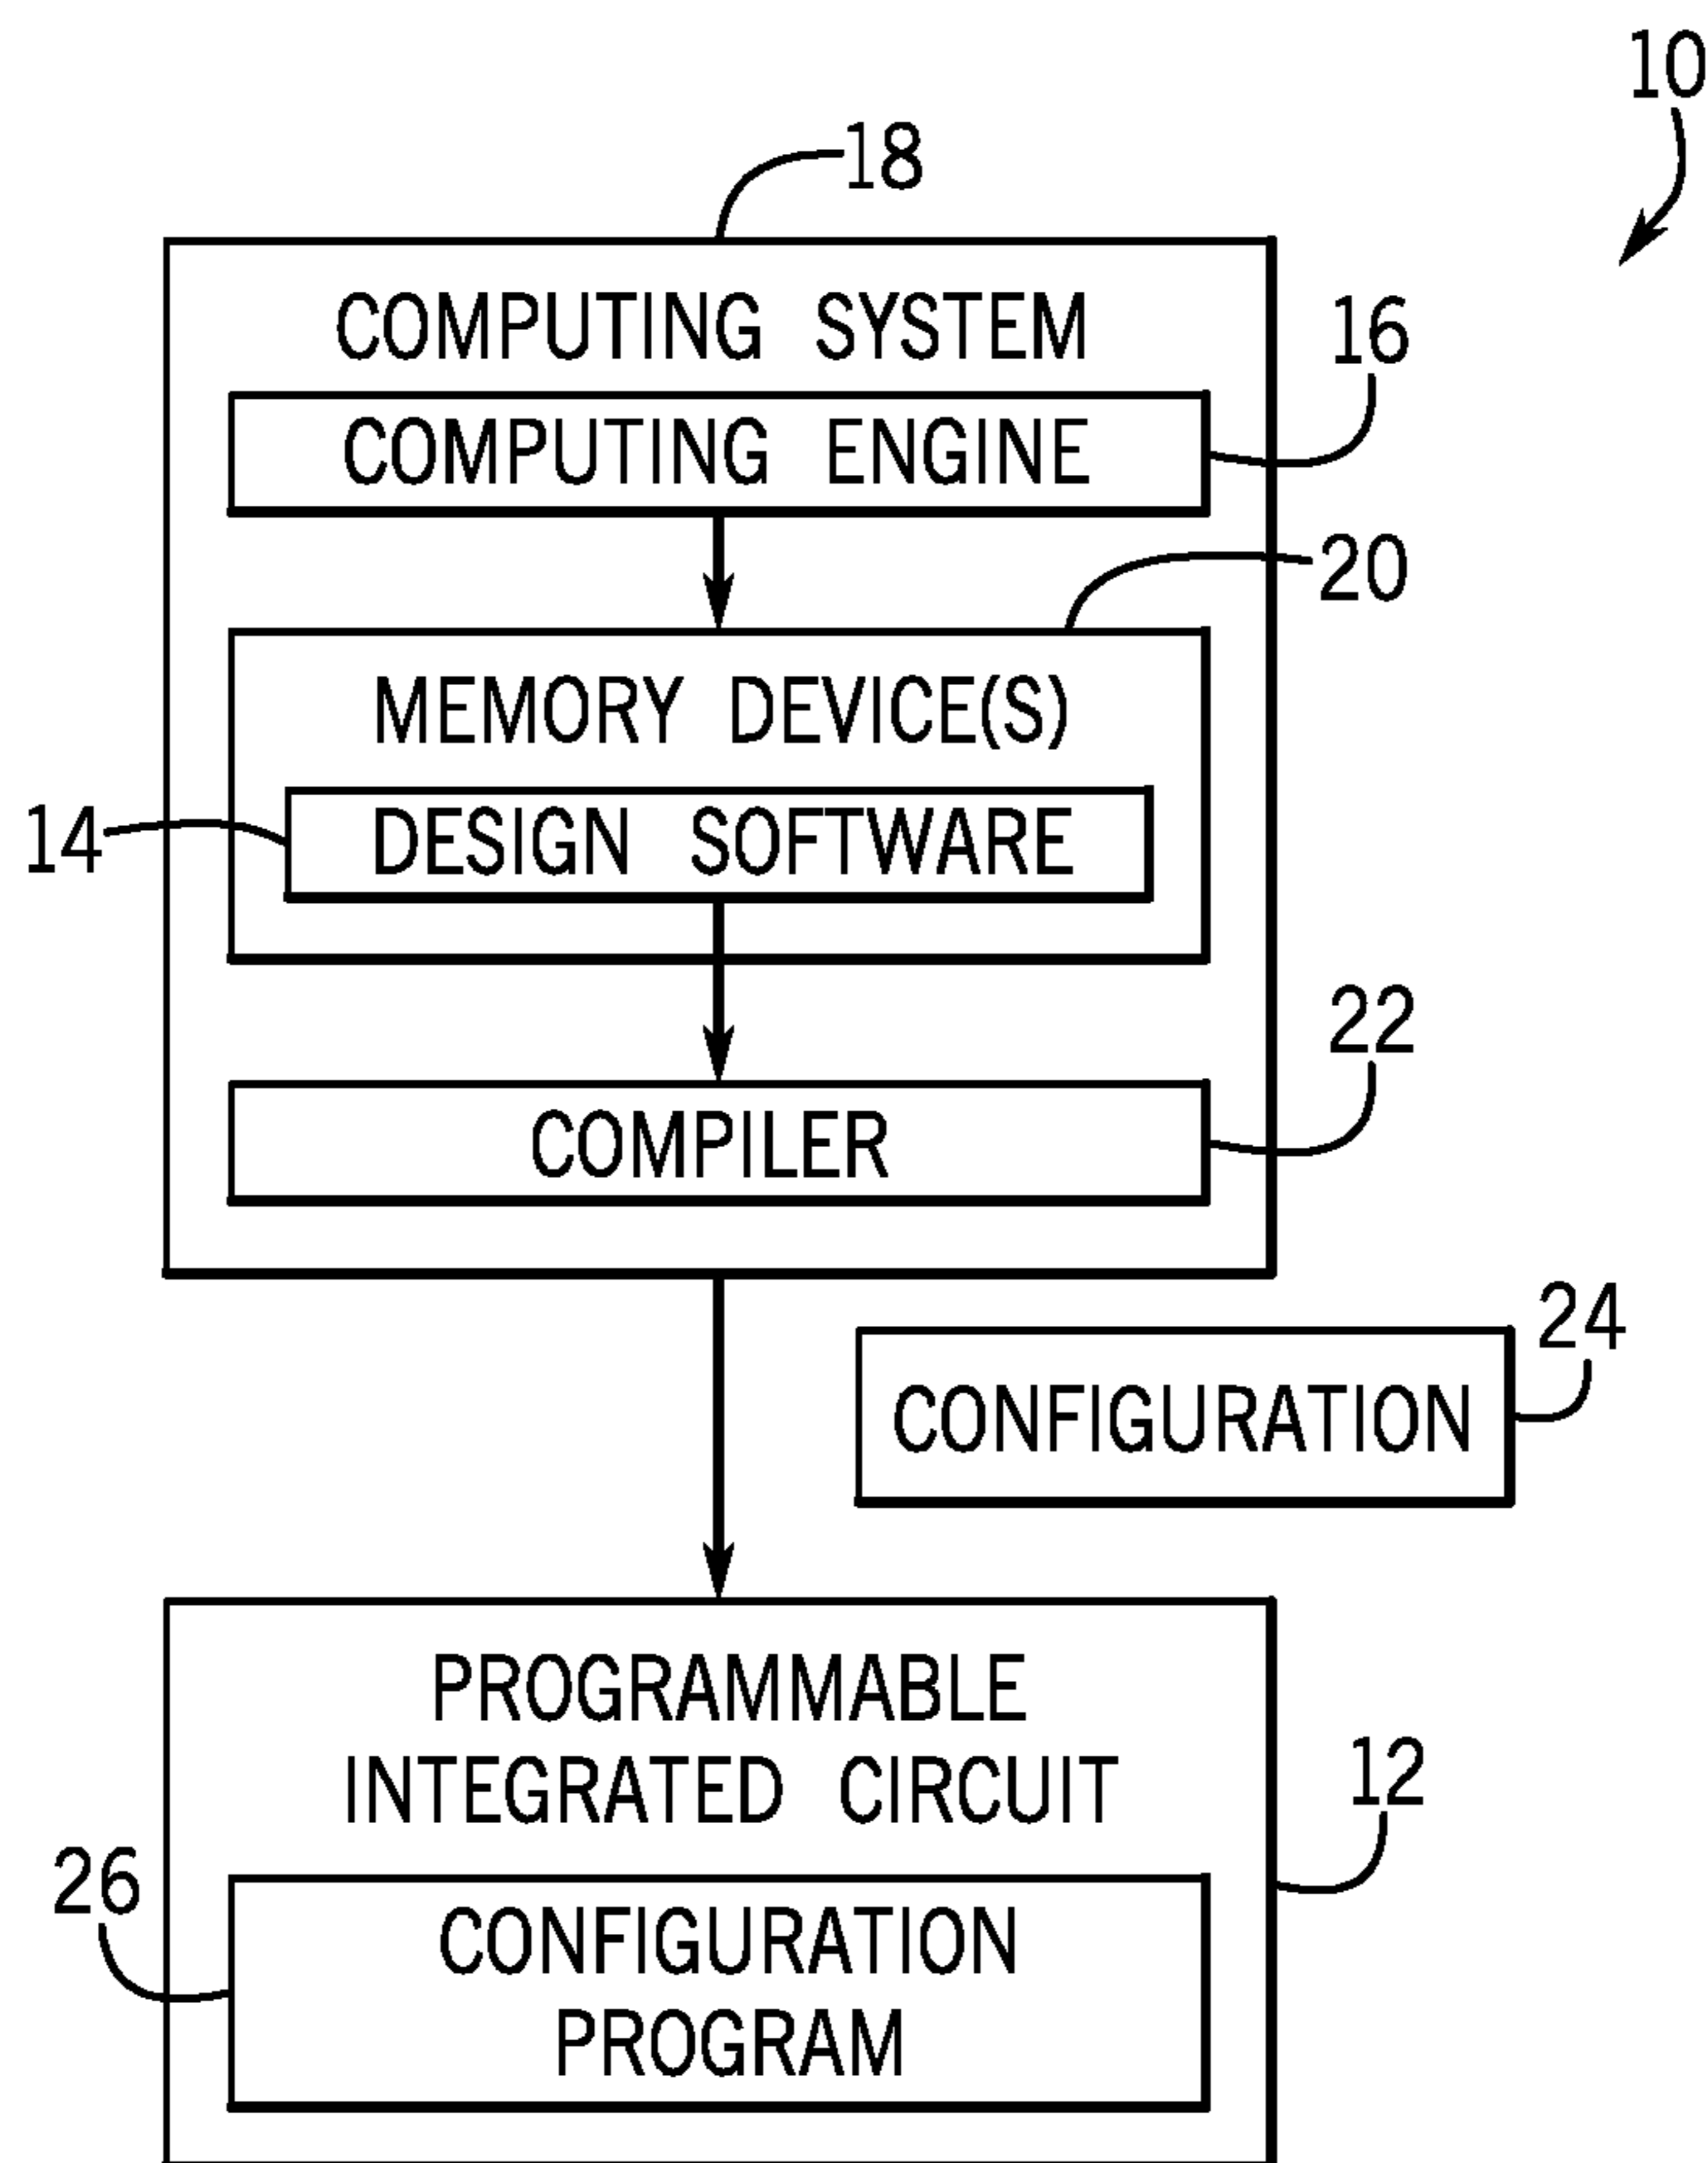 10
18
COMPUTING SYSTEM
16
COMPUTING ENGINE
20
MEMORY DEVICE(S)
14
DESIGN SOFTWARE
22
COMPILER
24
CONFIGURATION
PROGRAMMABLE
INTEGRATED CIRCUIT
12
26
CONFIGURATION
PROGRAM